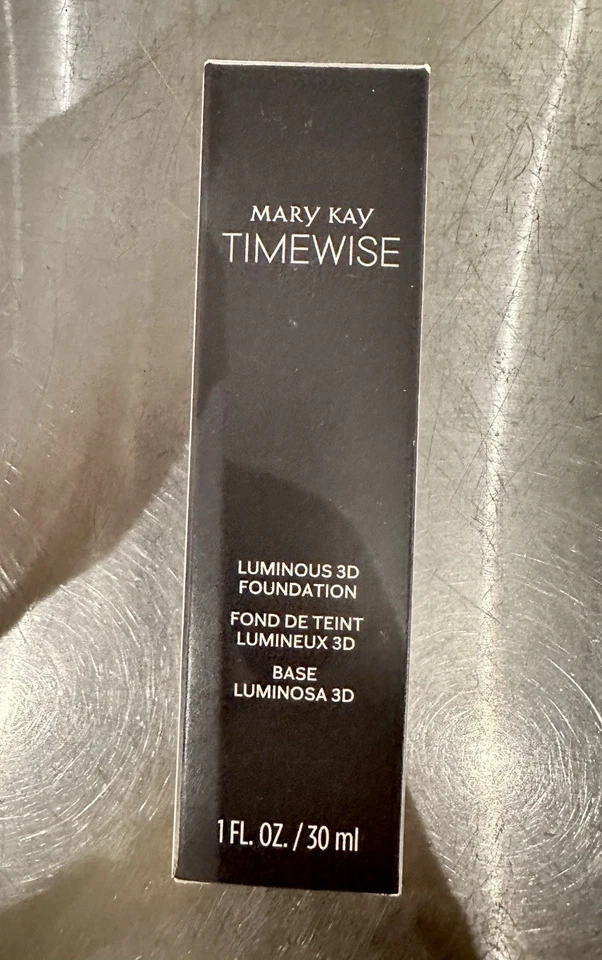 MARY KAY
TIMEWISE
LUMINOUS 3D
FOUNDATION
FOND DE TEINT
LUMINEUX 3D
BASE
LUMINOSA 3D
1 FL. OZ. / 30 ml